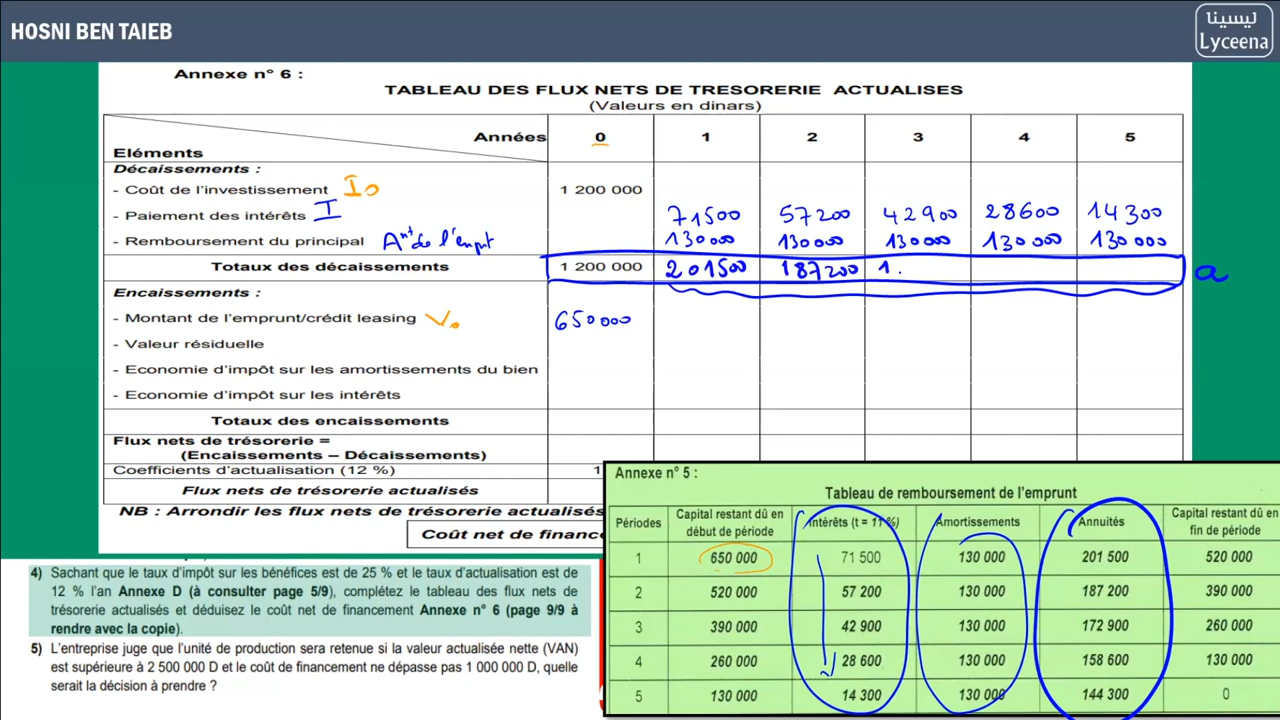 HOSNI BEN TAIEB
ليسينا
Lyceena
Annexe n° 6 :
TABLEAU DES FLUX NETS DE TRESORERIE ACTUALISES
(Valeurs en dinars)
Années 0 1 2 3 4 5
Eléments
Décaissements :
- Coût de l'investissement I₀ 1 200 000
- Paiement des intérêts I 71500 57200 42900 28600 14300
- Remboursement du principal Aᵐᵗ de l'empt 130000 130000 130000 130000 130000
Totaux des décaissements 1 200 000 201500 187200 1. a
Encaissements :
- Montant de l'emprunt/crédit leasing V₀ 650000
- Valeur résiduelle
- Economie d'impôt sur les amortissements du bien
- Economie d'impôt sur les intérêts
Totaux des encaissements
Flux nets de trésorerie =
(Encaissements – Décaissements)
Coefficients d'actualisation (12 %) 1
Flux nets de trésorerie actualisés
NB : Arrondir les flux nets de trésorerie actualisés
Coût net de finance
4) Sachant que le taux d'impôt sur les bénéfices est de 25 % et le taux d'actualisation est de
12 % l'an Annexe D (à consulter page 5/9), complétez le tableau des flux nets de
trésorerie actualisés et déduisez le coût net de financement Annexe n° 6 (page 9/9 à
rendre avec la copie).
5) L'entreprise juge que l'unité de production sera retenue si la valeur actualisée nette (VAN)
est supérieure à 2 500 000 D et le coût de financement ne dépasse pas 1 000 000 D, quelle
serait la décision à prendre ?
Annexe n° 5 :
Tableau de remboursement de l'emprunt
Périodes Capital restant dû en début de période Intérêts (t = 11 %) Amortissements Annuités Capital restant dû en fin de période
1 650 000 71 500 130 000 201 500 520 000
2 520 000 57 200 130 000 187 200 390 000
3 390 000 42 900 130 000 172 900 260 000
4 260 000 28 600 130 000 158 600 130 000
5 130 000 14 300 130 000 144 300 0